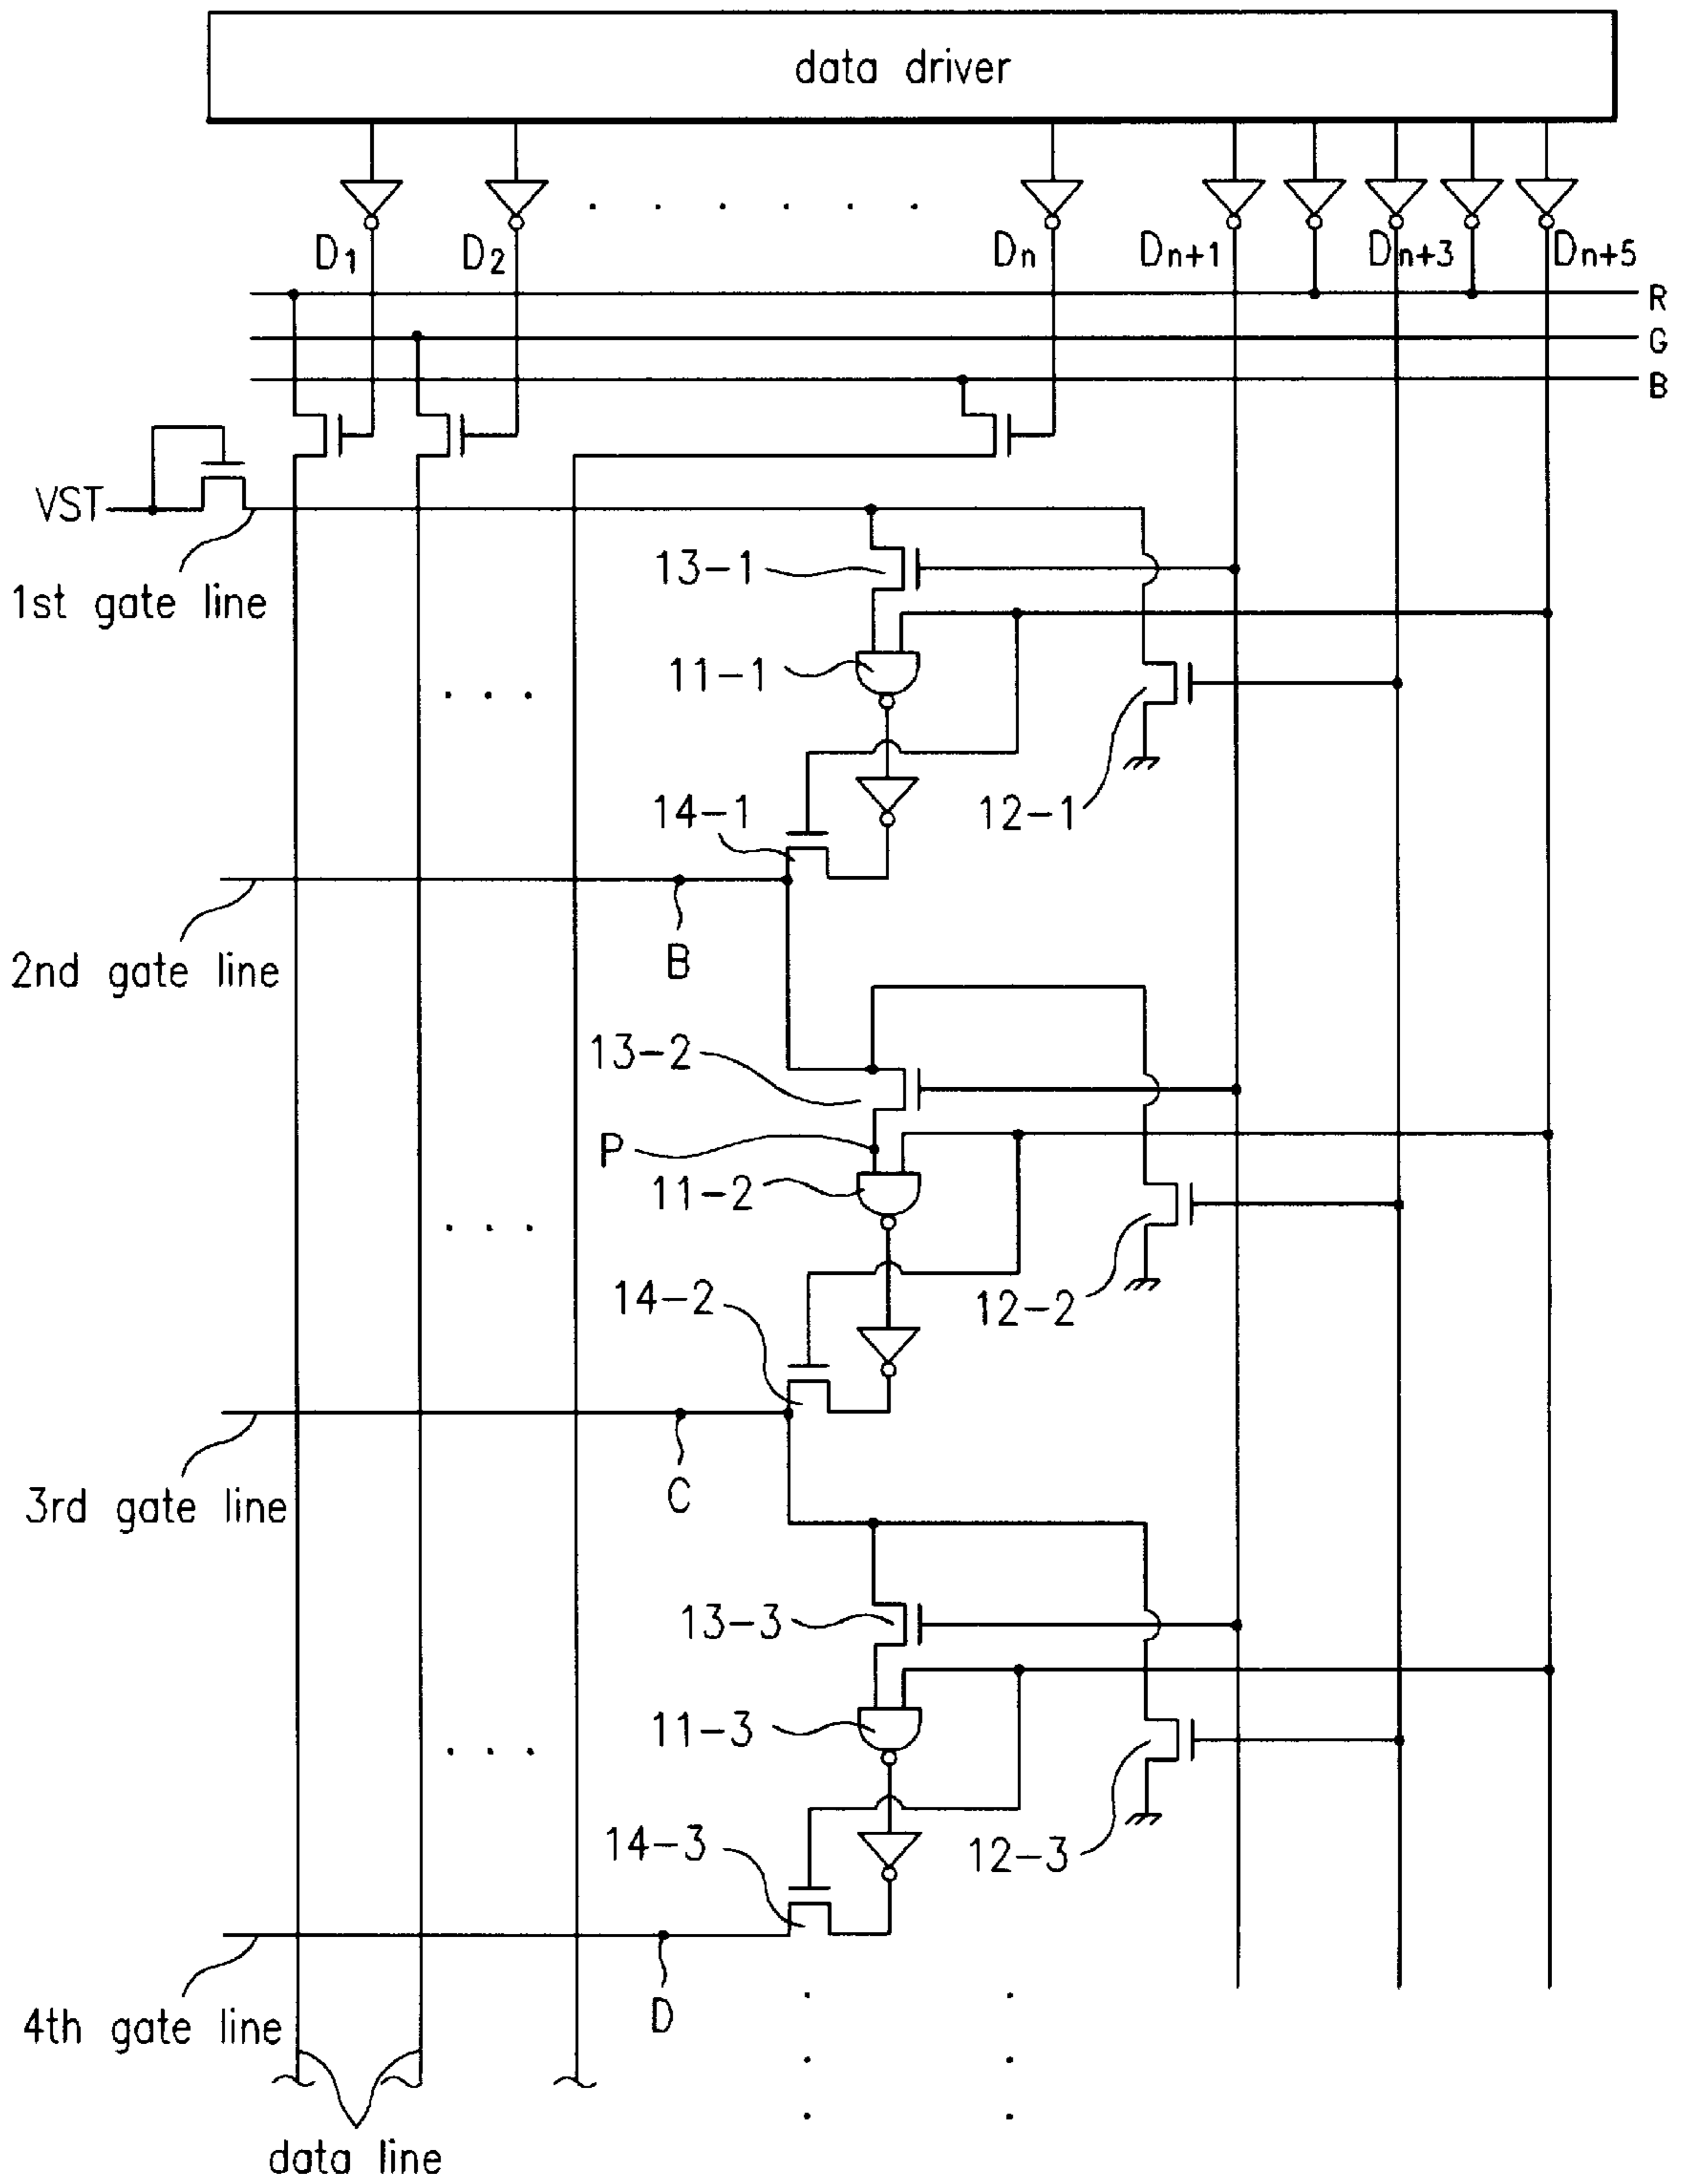 data driver
D1
D2
Dn
Dn+1
Dn+3
Dn+5
R
G
B
VST
1st gate line
13-1
11-1
14-1
12-1
2nd gate line
B
13-2
P
11-2
14-2
12-2
3rd gate line
C
13-3
11-3
14-3
12-3
4th gate line
D
data line